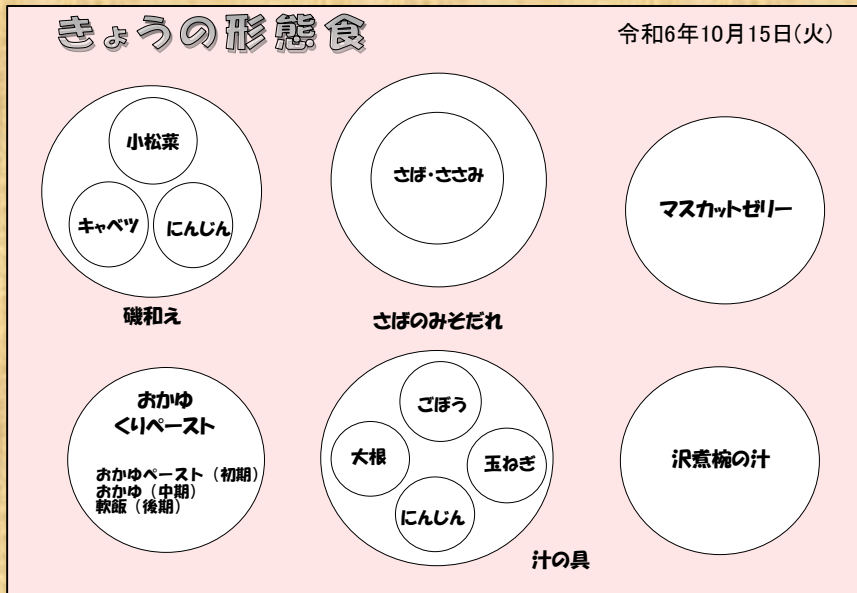 きょうの形態食
令和6年10月15日(火)
小松菜
キャベツ
にんじん
磯和え
さば・ささみ
さばのみそだれ
マスカットゼリー
おかゆ
くりペースト
おかゆペースト（初期）
おかゆ（中期）
軟飯（後期）
ごぼう
大根
玉ねぎ
にんじん
汁の具
沢煮椀の汁